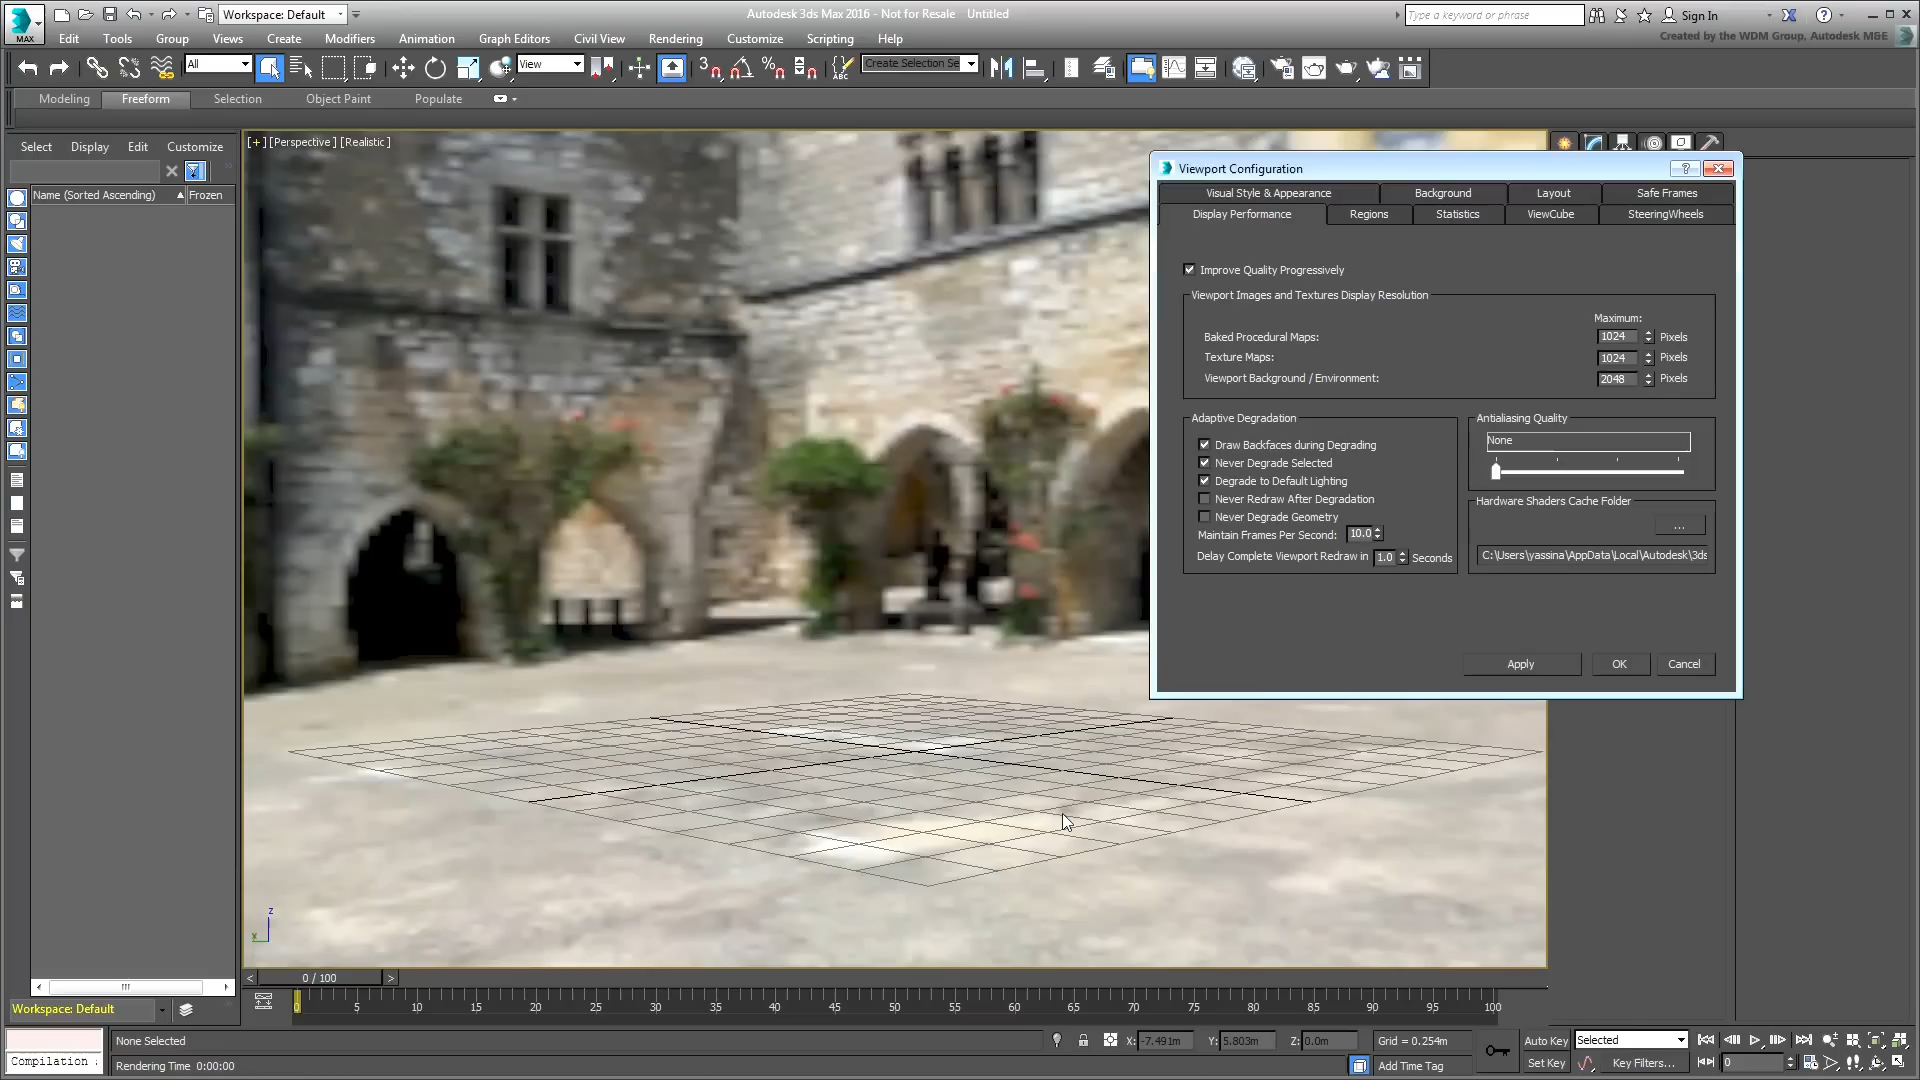 Workspace: Default
Autodesk 3ds Max 2016 - Not for Resale Untitled
Type a keyword or phrase
Sign In
MAX
Edit Tools Group Views Create Modifiers Animation Graph Editors Civil View Rendering Customize Scripting Help
Created by the WDM Group, Autodesk M&E
All
View
3
%
ABC
Create Selection Se
Modeling Freeform Selection Object Paint Populate
Select Display Edit Customize
[+] [Perspective] [Realistic]
Name (Sorted Ascending) Frozen
Viewport Configuration
Visual Style & Appearance Background Layout Safe Frames
Display Performance Regions Statistics ViewCube SteeringWheels
Improve Quality Progressively
Viewport Images and Textures Display Resolution
Maximum:
Baked Procedural Maps: 1024 Pixels
Texture Maps: 1024 Pixels
Viewport Background / Environment: 2048 Pixels
Adaptive Degradation
Draw Backfaces during Degrading
Never Degrade Selected
Degrade to Default Lighting
Never Redraw After Degradation
Never Degrade Geometry
Maintain Frames Per Second: 10.0
Delay Complete Viewport Redraw in 1.0 Seconds
Antialiasing Quality
None
Hardware Shaders Cache Folder
...
C:\Users\yassina\AppData\Local\Autodesk\3ds
Apply OK Cancel
z
x
< 0 / 100 >
0 5 10 15 20 25 30 35 40 45 50 55 60 65 70 75 80 85 90 95 100
Workspace: Default
None Selected
X: -7.491m Y: 5.803m Z: 0.0m
Grid = 0.254m
Auto Key Selected
Compilation :
Rendering Time 0:00:00
Add Time Tag
Set Key Key Filters... 0